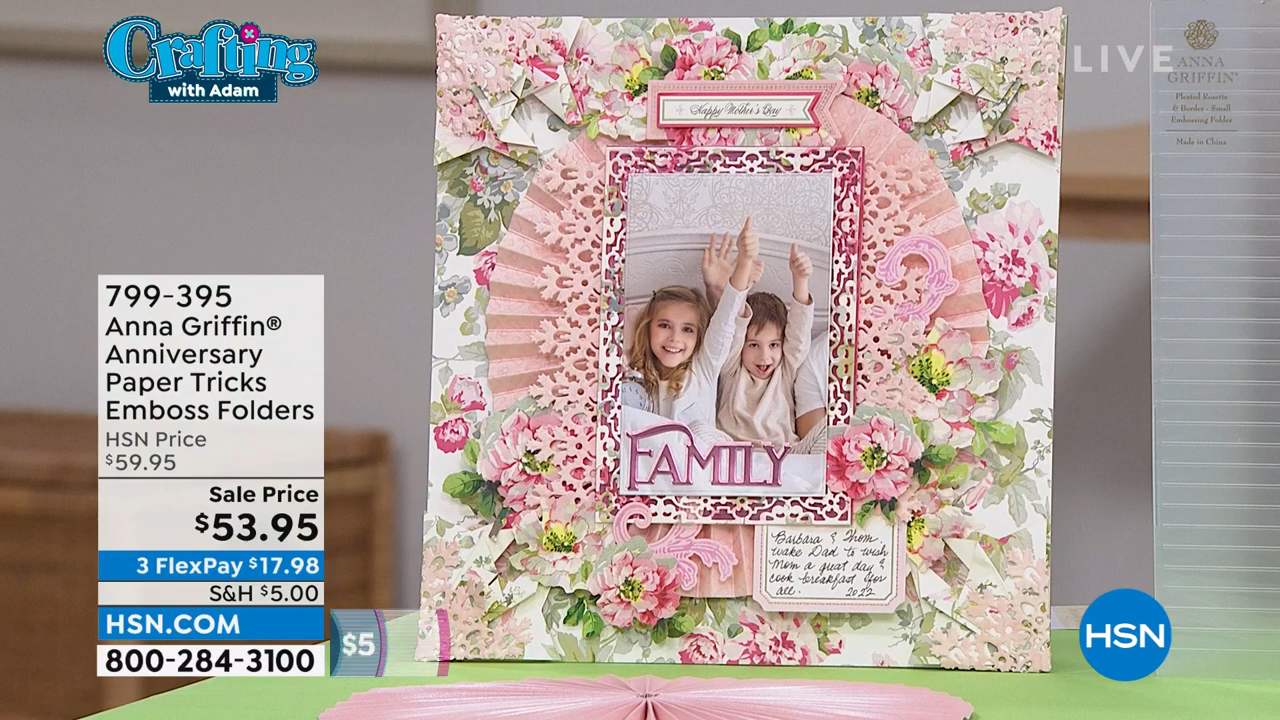 Crafting
with Adam
LIVE
ANNA
GRIFFIN®
Pleated Rosette
& Border - Small
Embossing Folder
Made in China
Happy Mother's Day
FAMILY
Barbara & Thom
wake Dad to wish
Mom a great day &
cook breakfast for
all. 2022
799-395
Anna Griffin®
Anniversary
Paper Tricks
Emboss Folders
HSN Price
$59.95
Sale Price
$53.95
3 FlexPay $17.98
S&H $5.00
HSN.COM
800-284-3100
$5
HSN